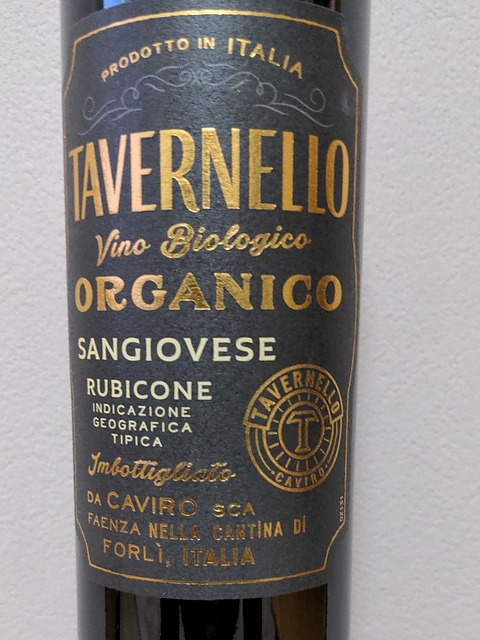 PRODOTTO IN ITALIA
TAVERNELLO
Vino Biologico
ORGANICO
SANGIOVESE
RUBICONE
INDICAZIONE
GEOGRAFICA
TIPICA
TAVERNELLO
T
CAVIRO
Imbottigliato
DA CAVIRO SCA
FAENZA NELLA CANTINA DI
FORLÌ, ITALIA